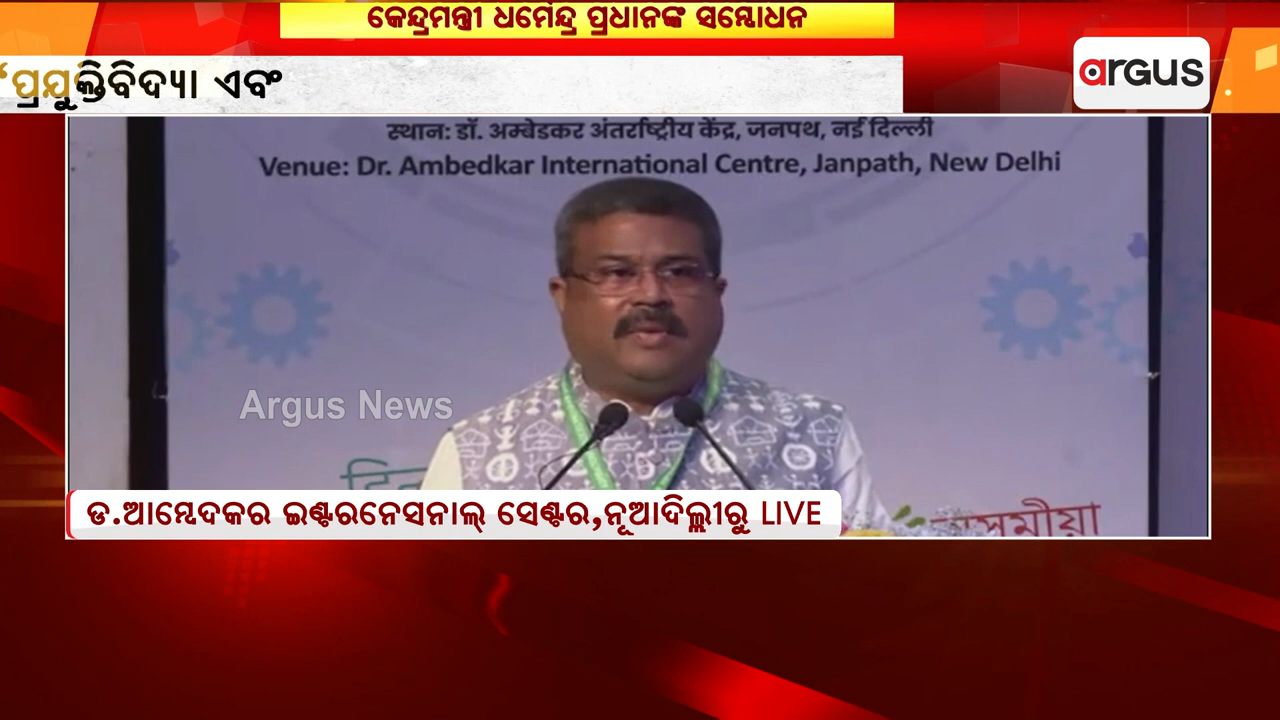 କେନ୍ଦ୍ରମନ୍ତ୍ରୀ ଧର୍ମେନ୍ଦ୍ର ପ୍ରଧାନଙ୍କ ସମ୍ବୋଧନ
‘ପ୍ରଯୁକ୍ତିବିଦ୍ୟା ଏବଂ
argus
स्थान: डॉ. अम्बेडकर अंतर्राष्ट्रीय केंद्र, जनपथ, नई दिल्ली
Venue: Dr. Ambedkar International Centre, Janpath, New Delhi
Argus News
ଡ.ଆମ୍ବେଦକର ଇଣ୍ଟରନେସନାଲ୍ ସେଣ୍ଟର,ନୂଆଦିଲ୍ଲୀରୁ LIVE